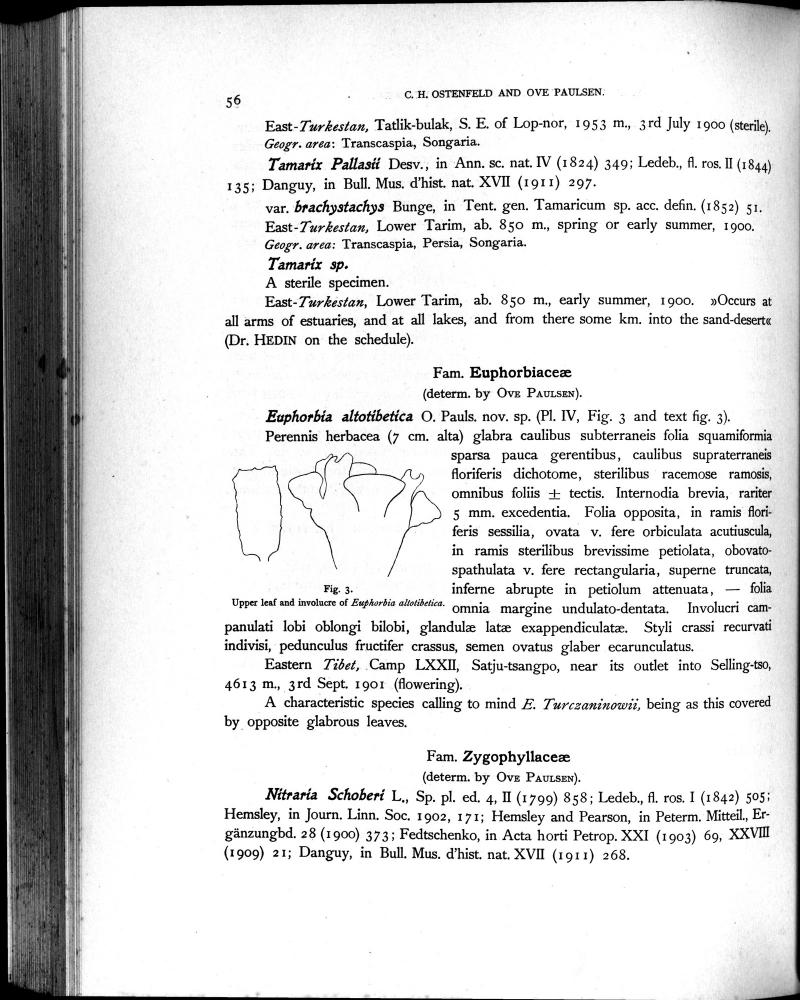 56
C. H. OSTENFELD AND OVE PAULSEN.
East-Turkestan, Tatlik-bulak, S. E. of Lop-nor, 1953 m., 3rd July 1900 (sterile).
Geogr. area: Transcaspia, Songaria.
Tamarix Pallasii Desv., in Ann. sc. nat. IV (1824) 349; Ledeb., fl. ros. II (1844)
135; Danguy, in Bull. Mus. d'hist. nat. XVII (1911) 297.
var. brachystachys Bunge, in Tent. gen. Tamaricum sp. acc. defin. (1852) 51.
East-Turkestan, Lower Tarim, ab. 850 m., spring or early summer, 1900.
Geogr. area: Transcaspia, Persia, Songaria.
Tamarix sp.
A sterile specimen.
East-Turkestan, Lower Tarim, ab. 850 m., early summer, 1900. »Occurs at
all arms of estuaries, and at all lakes, and from there some km. into the sand-desert«
(Dr. HEDIN on the schedule).
Fam. Euphorbiaceæ
(determ. by OVE PAULSEN).
Euphorbia altotibetica O. Pauls. nov. sp. (Pl. IV, Fig. 3 and text fig. 3).
Perennis herbacea (7 cm. alta) glabra caulibus subterraneis folia squamiformia
sparsa pauca gerentibus, caulibus supraterraneis
floriferis dichotome, sterilibus racemose ramosis,
omnibus foliis ± tectis. Internodia brevia, rariter
5 mm. excedentia. Folia opposita, in ramis flori-
feris sessilia, ovata v. fere orbiculata acutiuscula,
in ramis sterilibus brevissime petiolata, obovato-
spathulata v. fere rectangularia, superne truncata,
inferne abrupte in petiolum attenuata, — folia
omnia margine undulato-dentata. Involucri cam-
Fig. 3.
Upper leaf and involucre of Euphorbia altotibetica.
panulati lobi oblongi bilobi, glandulæ latæ exappendiculatæ. Styli crassi recurvati
indivisi, pedunculus fructifer crassus, semen ovatus glaber ecarunculatus.
Eastern Tibet, Camp LXXII, Satju-tsangpo, near its outlet into Selling-tso,
4613 m., 3rd Sept. 1901 (flowering).
A characteristic species calling to mind E. Turczaninowii, being as this covered
by opposite glabrous leaves.
Fam. Zygophyllaceæ
(determ. by OVE PAULSEN).
Nitraria Schoberi L., Sp. pl. ed. 4, II (1799) 858; Ledeb., fl. ros. I (1842) 505;
Hemsley, in Journ. Linn. Soc. 1902, 171; Hemsley and Pearson, in Peterm. Mitteil., Er-
gänzungbd. 28 (1900) 373; Fedtschenko, in Acta horti Petrop. XXI (1903) 69, XXVIII
(1909) 21; Danguy, in Bull. Mus. d'hist. nat. XVII (1911) 268.